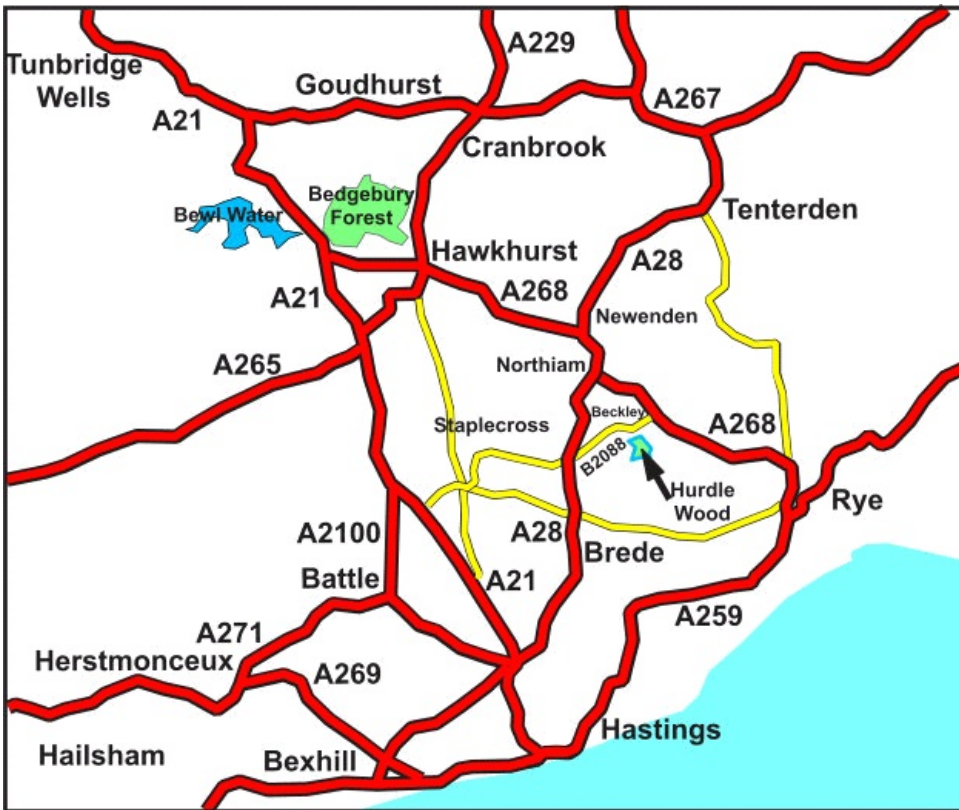 A229
Tunbridge
Wells
Goudhurst
A267
A21
Cranbrook
Bedgebury
Forest
Bewl Water
Tenterden
Hawkhurst
A28
A21
A268
Newenden
A265
Northiam
Beckley
Staplecross
A268
B2088
Hurdle
Wood
Rye
A2100
A28
Brede
Battle
A21
A259
A271
Herstmonceux
A269
Hastings
Hailsham
Bexhill